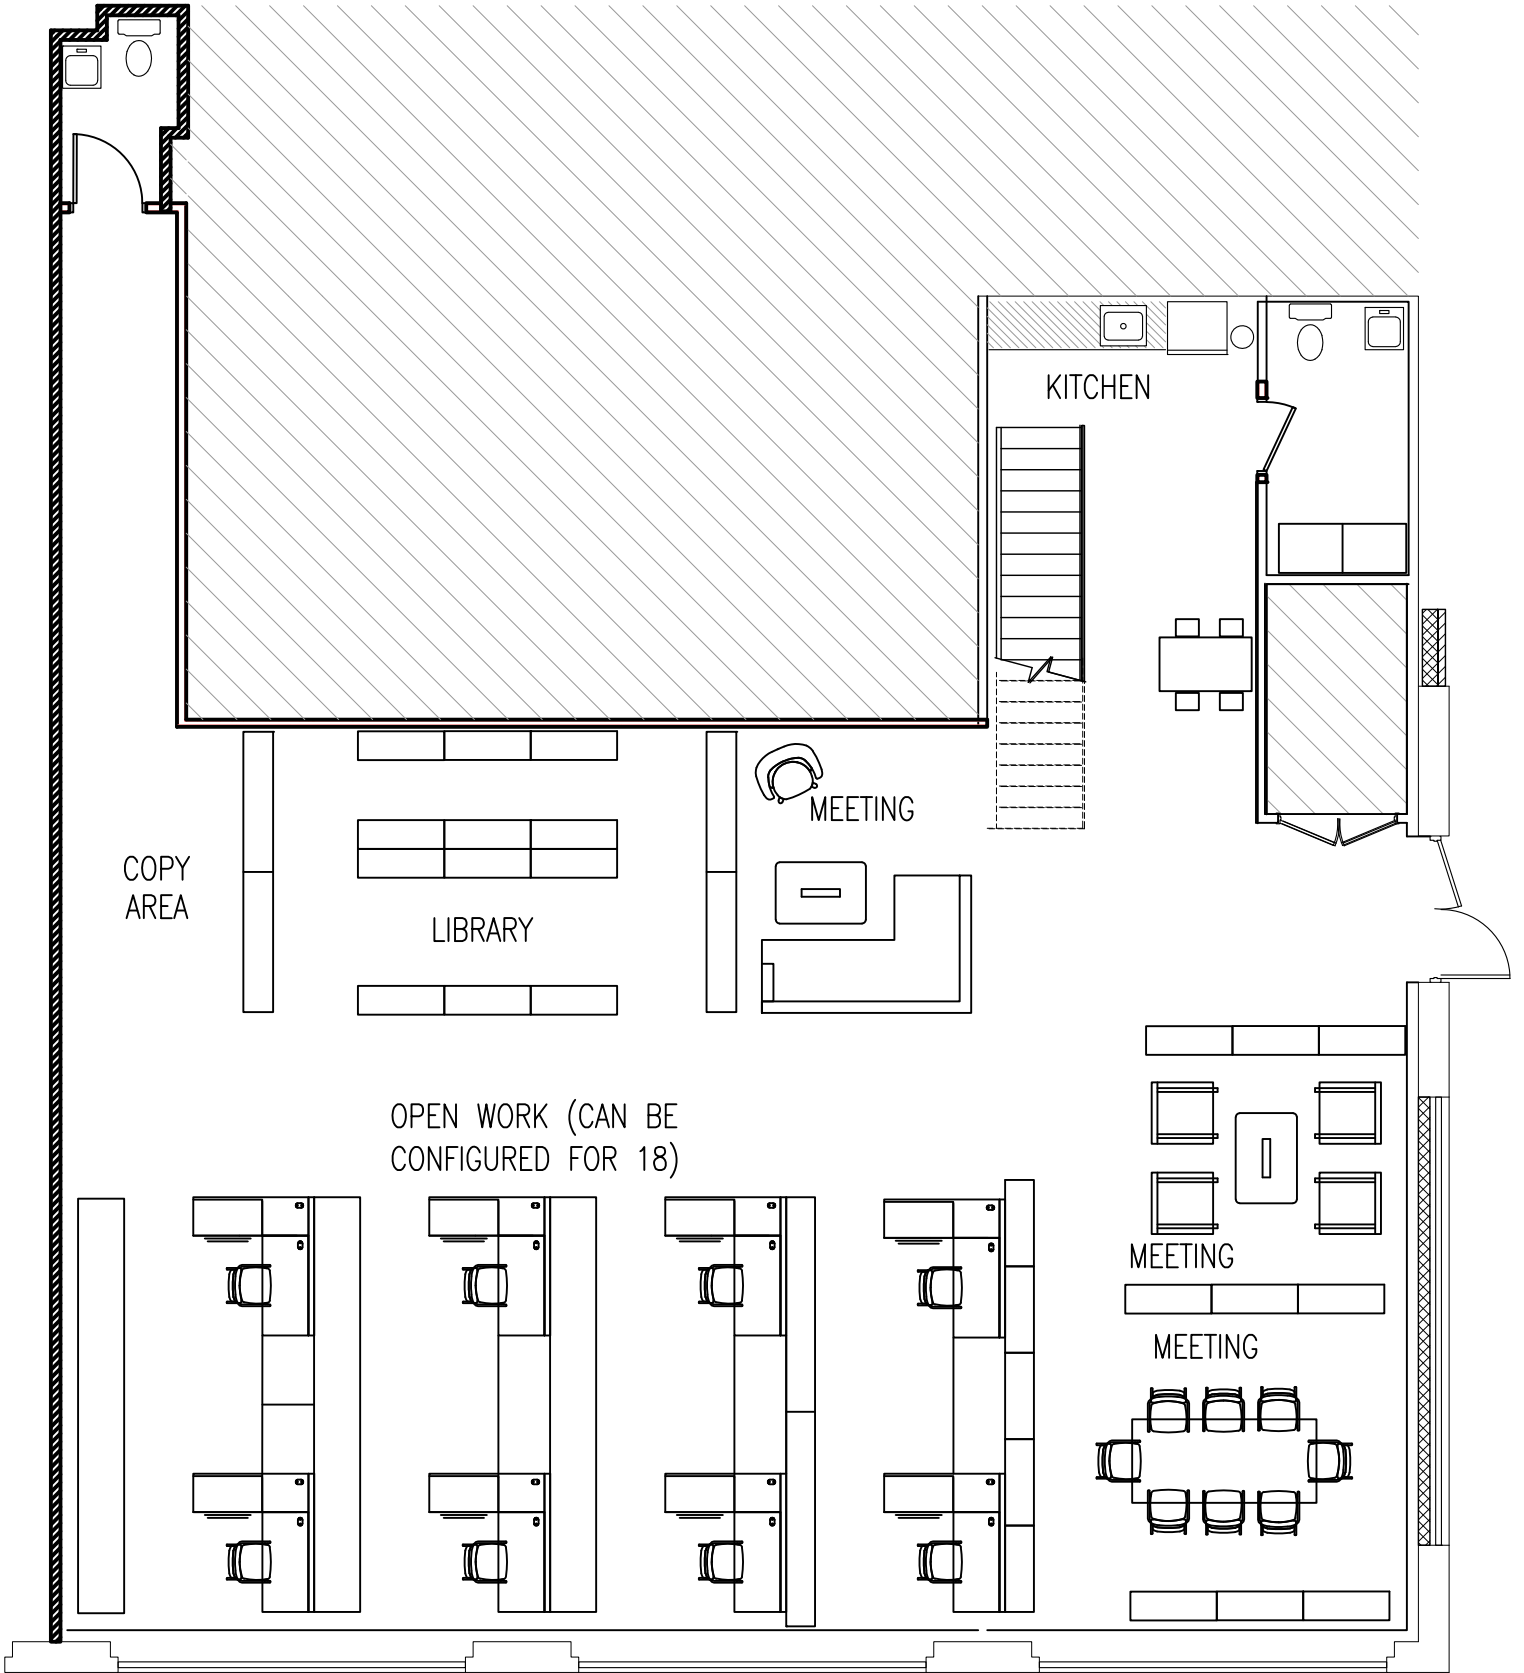 KITCHEN
MEETING
COPY
AREA
LIBRARY
OPEN WORK (CAN BE
CONFIGURED FOR 18)
MEETING
MEETING